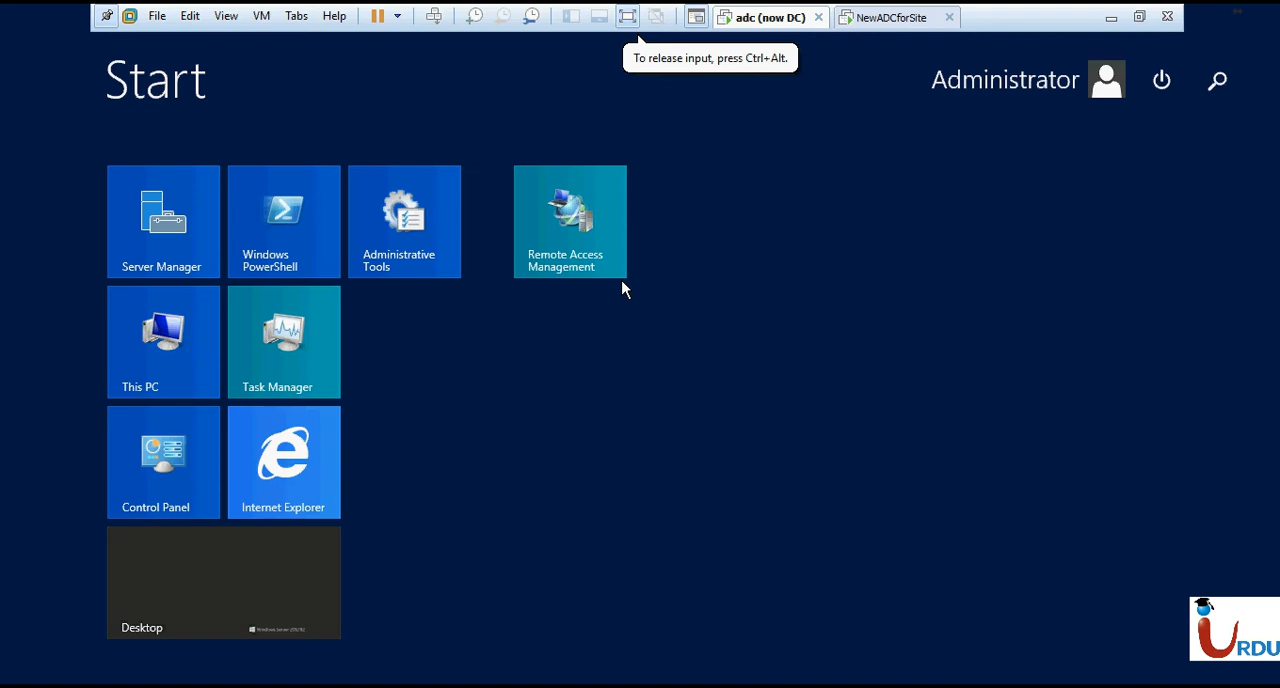 File Edit View VM Tabs Help
adc (now DC)
NewADCforSite
To release input, press Ctrl+Alt.
Start
Administrator
Server Manager
Windows
PowerShell
Administrative
Tools
Remote Access
Management
This PC
Task Manager
Control Panel
Internet Explorer
Desktop
URDU